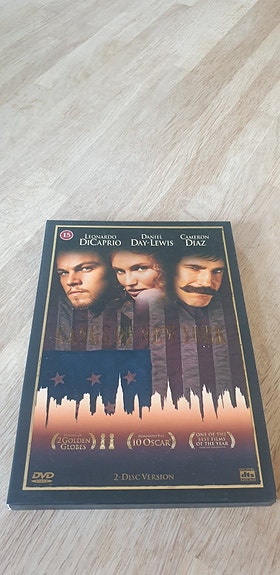 15
LEONARDO DANIEL CAMERON
DICAPRIO DAY-LEWIS DIAZ
2 GOLDEN GLOBES
10 OSCAR
ONE OF THE
BEST FILMS
OF THE YEAR
DVD
2-DISC VERSION
dts